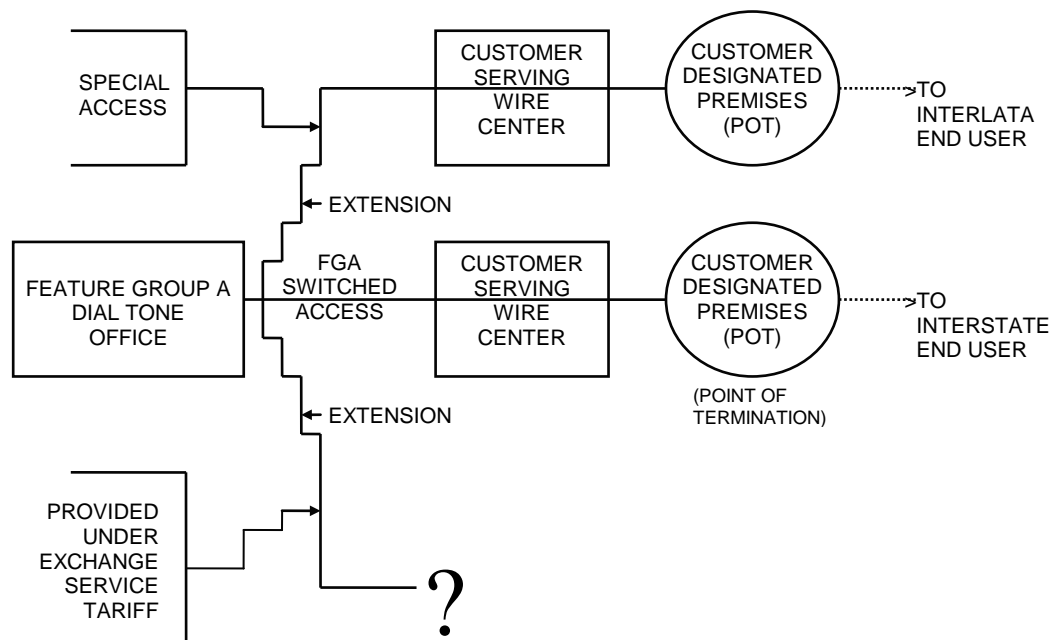 SPECIAL
ACCESS
CUSTOMER
SERVING
WIRE
CENTER
CUSTOMER
DESIGNATED
PREMISES
(POT)
>TO
INTERLATA
END USER
EXTENSION
FEATURE GROUP A
DIAL TONE
OFFICE
FGA
SWITCHED
ACCESS
CUSTOMER
SERVING
WIRE
CENTER
CUSTOMER
DESIGNATED
PREMISES
(POT)
>TO
INTERSTATE
END USER
(POINT OF
TERMINATION)
EXTENSION
PROVIDED
UNDER
EXCHANGE
SERVICE
TARIFF
?